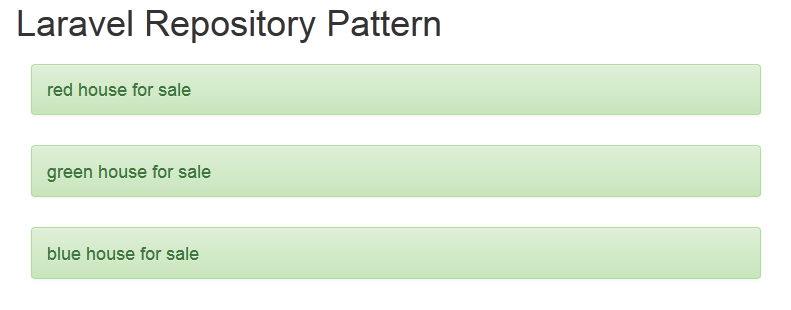 Laravel Repository Pattern
red house for sale
green house for sale
blue house for sale